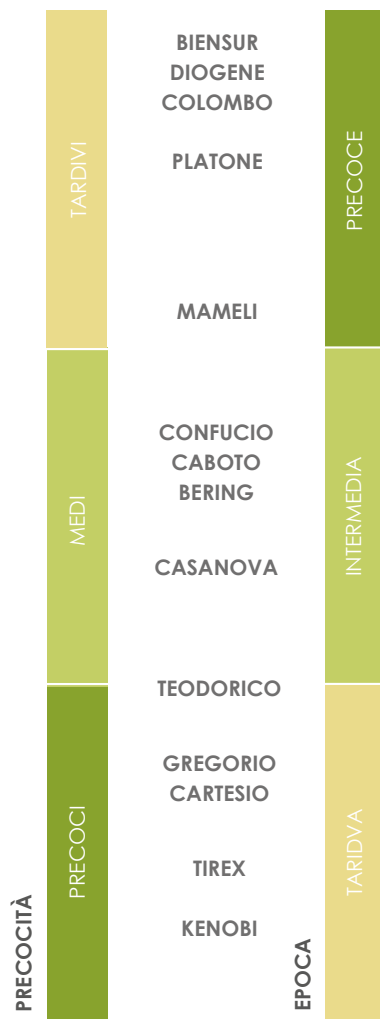 BIENSUR
DIOGENE
COLOMBO
PLATONE
MAMELI
CONFUCIO
CABOTO
BERING
CASANOVA
TEODORICO
GREGORIO
CARTESIO
TIREX
KENOBI
TARDIVI
MEDI
PRECOCI
PRECOCITÀ
PRECOCE
INTERMEDIA
TARIDVA
EPOCA